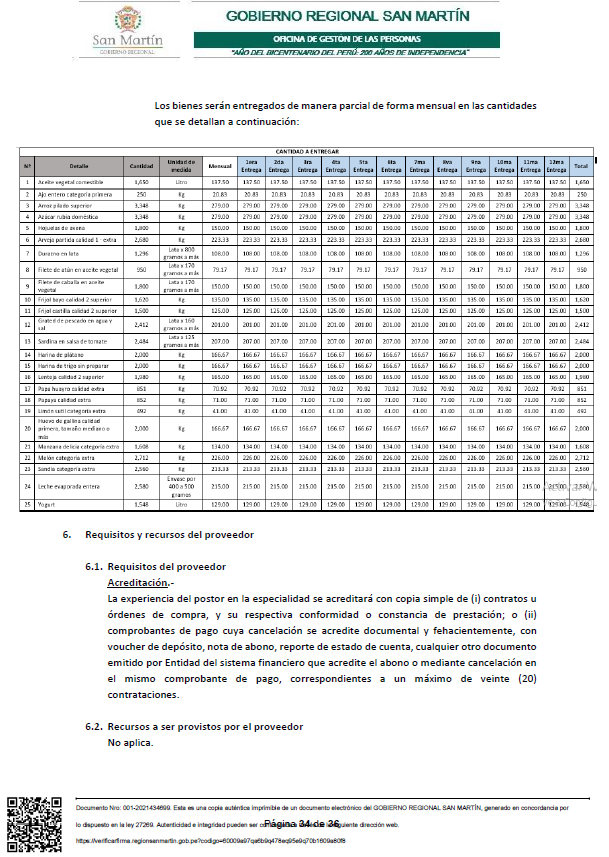 San Martín
GOBIERNO REGIONAL
GOBIERNO REGIONAL SAN MARTÍN
OFICINA DE GESTÓN DE LAS PERSONAS
"AÑO DEL BICENTENARIO DEL PERÚ: 200 AÑOS DE INDEPENDENCIA"
Los bienes serán entregados de manera parcial de forma mensual en las cantidades
que se detallan a continuación:
CANTIDAD A ENTREGAR
Nº Detalle Cantidad Unidad de medida Mensual 1era Entrega 2da Entrega 3ra Entrega 4ta Entrega 5ta Entrega 6ta Entrega 7ma Entrega 8va Entrega 9na Entrega 10ma Entrega 11ma Entrega 12ma Entrega Total
1 Aceite vegetal comestible 1,650 Litro 137.50 137.50 137.50 137.50 137.50 137.50 137.50 137.50 137.50 137.50 137.50 137.50 137.50 1,650
2 Ajo entero categoría primera 250 Kg 20.83 20.83 20.83 20.83 20.83 20.83 20.83 20.83 20.83 20.83 20.83 20.83 20.83 250
3 Arroz pilado superior 3,348 Kg 279.00 279.00 279.00 279.00 279.00 279.00 279.00 279.00 279.00 279.00 279.00 279.00 279.00 3,348
4 Azúcar rubia doméstica 3,348 Kg 279.00 279.00 279.00 279.00 279.00 279.00 279.00 279.00 279.00 279.00 279.00 279.00 279.00 3,348
5 Hojuelas de avena 1,800 Kg 150.00 150.00 150.00 150.00 150.00 150.00 150.00 150.00 150.00 150.00 150.00 150.00 150.00 1,800
6 Arveja partida calidad 1 - extra 2,680 Kg 223.33 223.33 223.33 223.33 223.33 223.33 223.33 223.33 223.33 223.33 223.33 223.33 223.33 2,680
7 Durazno en lata 1,296 Lata x 800 gramos a más 108.00 108.00 108.00 108.00 108.00 108.00 108.00 108.00 108.00 108.00 108.00 108.00 108.00 1,296
8 Filete de atún en aceite vegetal 950 Lata x 170 gramos a más 79.17 79.17 79.17 79.17 79.17 79.17 79.17 79.17 79.17 79.17 79.17 79.17 79.17 950
9 Filete de caballa en aceite vegetal 1,800 Lata x 170 gramos a más 150.00 150.00 150.00 150.00 150.00 150.00 150.00 150.00 150.00 150.00 150.00 150.00 150.00 1,800
10 Frijol bayo calidad 2 superior 1,620 Kg 135.00 135.00 135.00 135.00 135.00 135.00 135.00 135.00 135.00 135.00 135.00 135.00 135.00 1,620
11 Frijol castilla calidad 2 superior 1,500 Kg 125.00 125.00 125.00 125.00 125.00 125.00 125.00 125.00 125.00 125.00 125.00 125.00 125.00 1,500
12 Grated de pescado en agua y sal 2,412 Lata x 160 gramos a más 201.00 201.00 201.00 201.00 201.00 201.00 201.00 201.00 201.00 201.00 201.00 201.00 201.00 2,412
13 Sardina en salsa de tomate 2,484 Lata x 125 gramos a más 207.00 207.00 207.00 207.00 207.00 207.00 207.00 207.00 207.00 207.00 207.00 207.00 207.00 2,484
14 Harina de plátano 2,000 Kg 166.67 166.67 166.67 166.67 166.67 166.67 166.67 166.67 166.67 166.67 166.67 166.67 166.67 2,000
15 Harina de trigo sin preparar 2,000 Kg 166.67 166.67 166.67 166.67 166.67 166.67 166.67 166.67 166.67 166.67 166.67 166.67 166.67 2,000
16 Lenteja calidad 2 superior 1,980 Kg 165.00 165.00 165.00 165.00 165.00 165.00 165.00 165.00 165.00 165.00 165.00 165.00 165.00 1,980
17 Papa huayro calidad extra 851 Kg 70.92 70.92 70.92 70.92 70.92 70.92 70.92 70.92 70.92 70.92 70.92 70.92 70.92 851
18 Papaya calidad extra 852 Kg 71.00 71.00 71.00 71.00 71.00 71.00 71.00 71.00 71.00 71.00 71.00 71.00 71.00 852
19 Limón sutil categoría extra 492 Kg 41.00 41.00 41.00 41.00 41.00 41.00 41.00 41.00 41.00 41.00 41.00 41.00 41.00 492
20 Huevo de gallina calidad primera, tamaño mediano o más 2,000 Kg 166.67 166.67 166.67 166.67 166.67 166.67 166.67 166.67 166.67 166.67 166.67 166.67 166.67 2,000
21 Manzana delicia categoría extra 1,608 Kg 134.00 134.00 134.00 134.00 134.00 134.00 134.00 134.00 134.00 134.00 134.00 134.00 134.00 1,608
22 Melón categoría extra 2,712 Kg 226.00 226.00 226.00 226.00 226.00 226.00 226.00 226.00 226.00 226.00 226.00 226.00 226.00 2,712
23 Sandía categoría extra 2,560 Kg 213.33 213.33 213.33 213.33 213.33 213.33 213.33 213.33 213.33 213.33 213.33 213.33 213.33 2,560
24 Leche evaporada entera 2,580 Envase por 400 a 500 gramos 215.00 215.00 215.00 215.00 215.00 215.00 215.00 215.00 215.00 215.00 215.00 215.00 215.00 2,580
25 Yogurt 1,548 Litro 129.00 129.00 129.00 129.00 129.00 129.00 129.00 129.00 129.00 129.00 129.00 129.00 129.00 1,548
6. Requisitos y recursos del proveedor
6.1. Requisitos del proveedor
Acreditación.-
La experiencia del postor en la especialidad se acreditará con copia simple de (i) contratos u
órdenes de compra, y su respectiva conformidad o constancia de prestación; o (ii)
comprobantes de pago cuya cancelación se acredite documental y fehacientemente, con
voucher de depósito, nota de abono, reporte de estado de cuenta, cualquier otro documento
emitido por Entidad del sistema financiero que acredite el abono o mediante cancelación en
el mismo comprobante de pago, correspondientes a un máximo de veinte (20)
contrataciones.
6.2. Recursos a ser provistos por el proveedor
No aplica.
Documento Nro: 001-2021434699. Esta es una copia auténtica imprimible de un documento electrónico del GOBIERNO REGIONAL SAN MARTÍN, generado en concordancia por
lo dispuesto en la ley 27269. Autenticidad e integridad pueden ser Página 34 de 36 siguiente dirección web.
https://verificarfirma.regionsanmartin.gob.pe?codigo=60009a97qa6b9q478eq95e9q70b1609a80f8